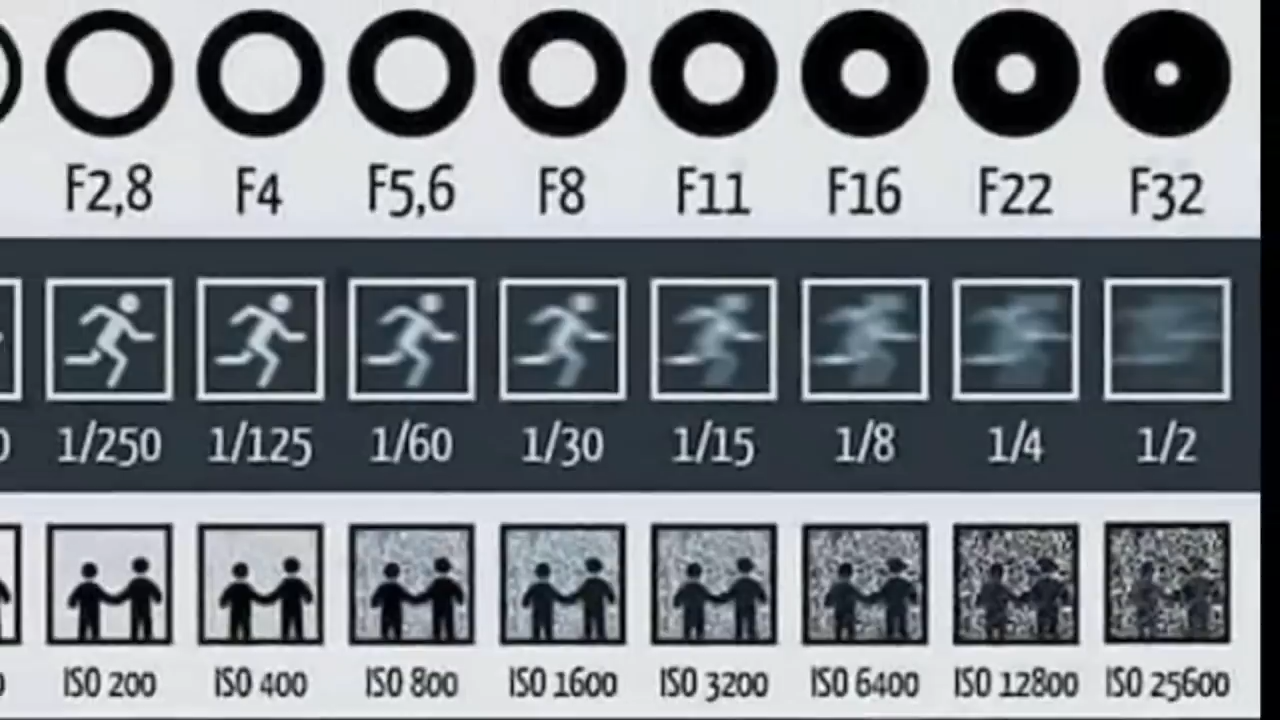 F2,8 F4 F5,6 F8 F11 F16 F22 F32
1/250 1/125 1/60 1/30 1/15 1/8 1/4 1/2
ISO 200 ISO 400 ISO 800 ISO 1600 ISO 3200 ISO 6400 ISO 12800 ISO 25600